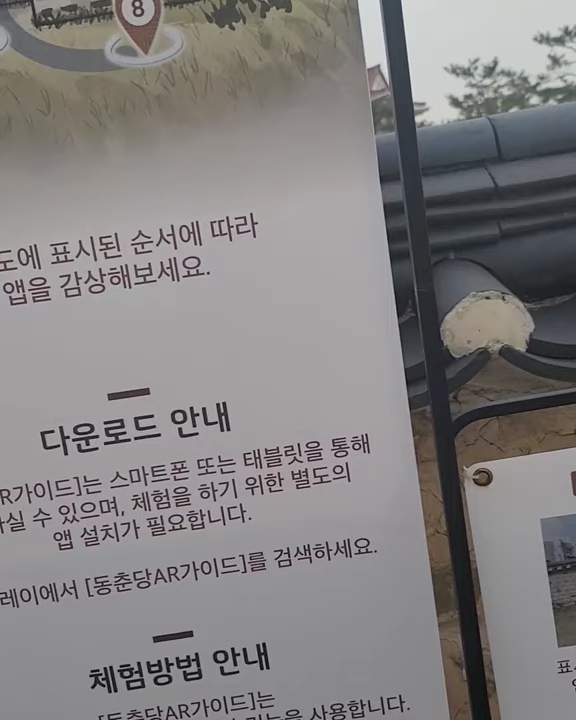 8
도에 표시된 순서에 따라
앱을 감상해보세요.
다운로드 안내
R가이드]는 스마트폰 또는 태블릿을 통해
하실 수 있으며, 체험을 하기 위한 별도의
앱 설치가 필요합니다.
레이에서 [동춘당AR가이드]를 검색하세요.
체험방법 안내
[동춘당AR가이드]는
사용합니다.